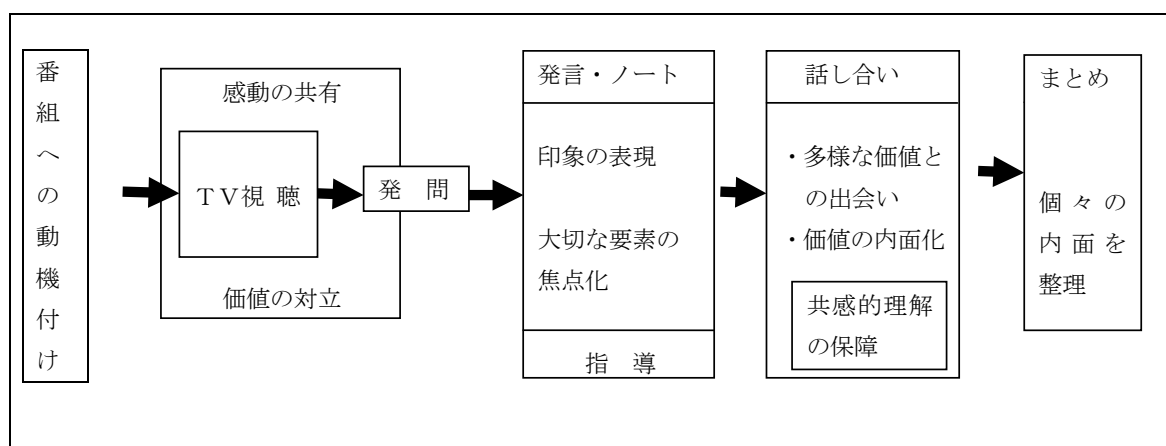 番組への動機付け
感動の共有
TV視 聴
価値の対立
発 問
発言・ノート
印象の表現
大切な要素の
焦点化
指 導
話し合い
・多様な価値と
の出会い
・価値の内面化
共感的理解
の保障
まとめ
個 々 の
内 面 を
整理